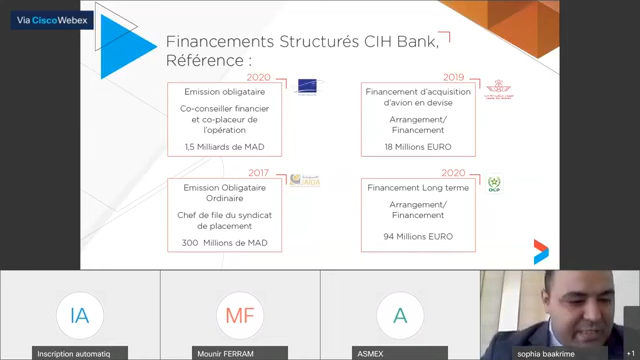 Via CiscoWebex
Financements Structurés CIH Bank,
Référence :
2020
Emission obligataire
Co-conseiller financier
et co-placeur de
l'opération
1,5 Milliards de MAD
2019
Financement d'acquisition
d'avion en devise
Arrangement/
Financement
18 Millions EURO
2017
JAIDA
Emission Obligataire
Ordinaire
Chef de file du syndicat
de placement
300 Millions de MAD
2020
OCP
Financement Long terme
Arrangement/
Financement
94 Millions EURO
IA
Inscription automatiq
MF
Mounir FERRAM
A
ASMEX
sophia baakrime
+1